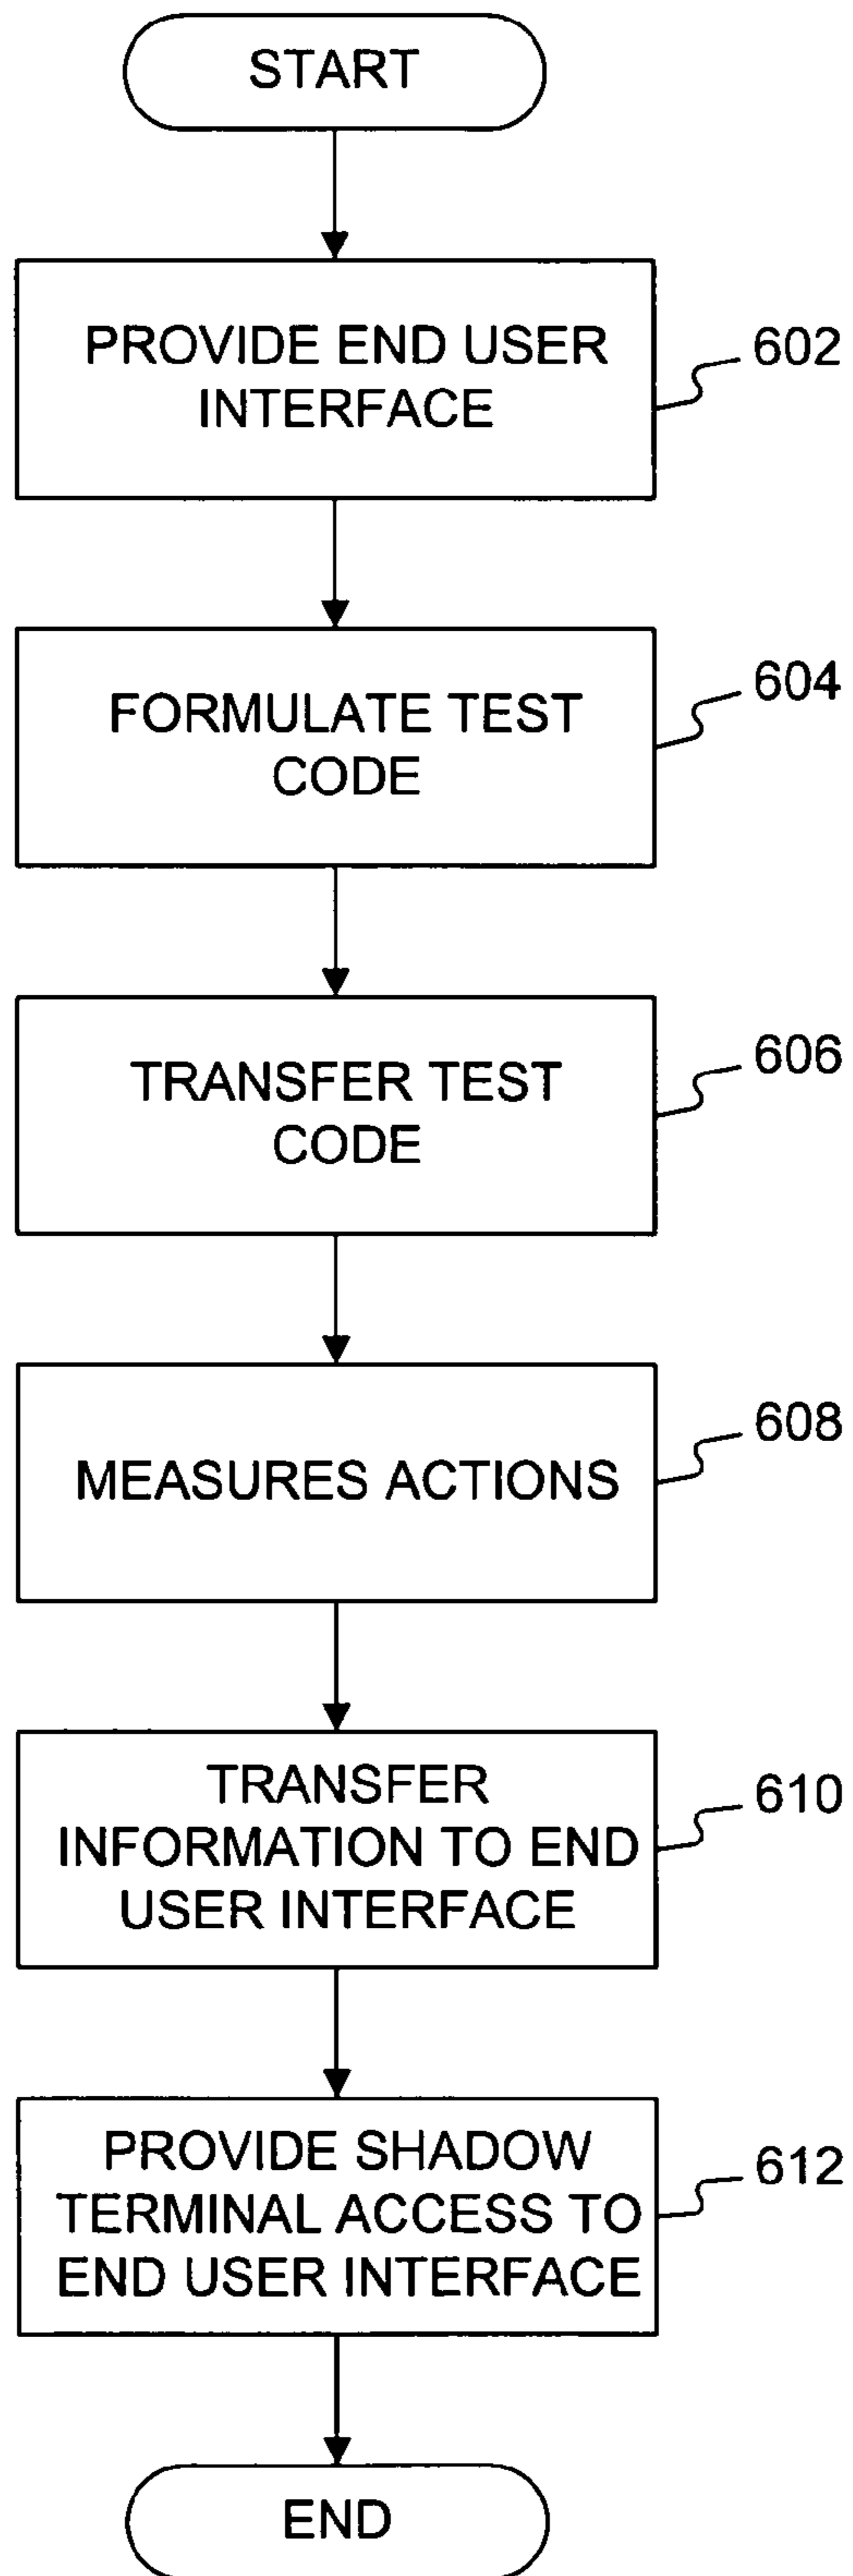 START
PROVIDE END USER
INTERFACE
602
FORMULATE TEST
CODE
604
TRANSFER TEST
CODE
606
MEASURES ACTIONS
608
TRANSFER
INFORMATION TO END
USER INTERFACE
610
PROVIDE SHADOW
TERMINAL ACCESS TO
END USER INTERFACE
612
END